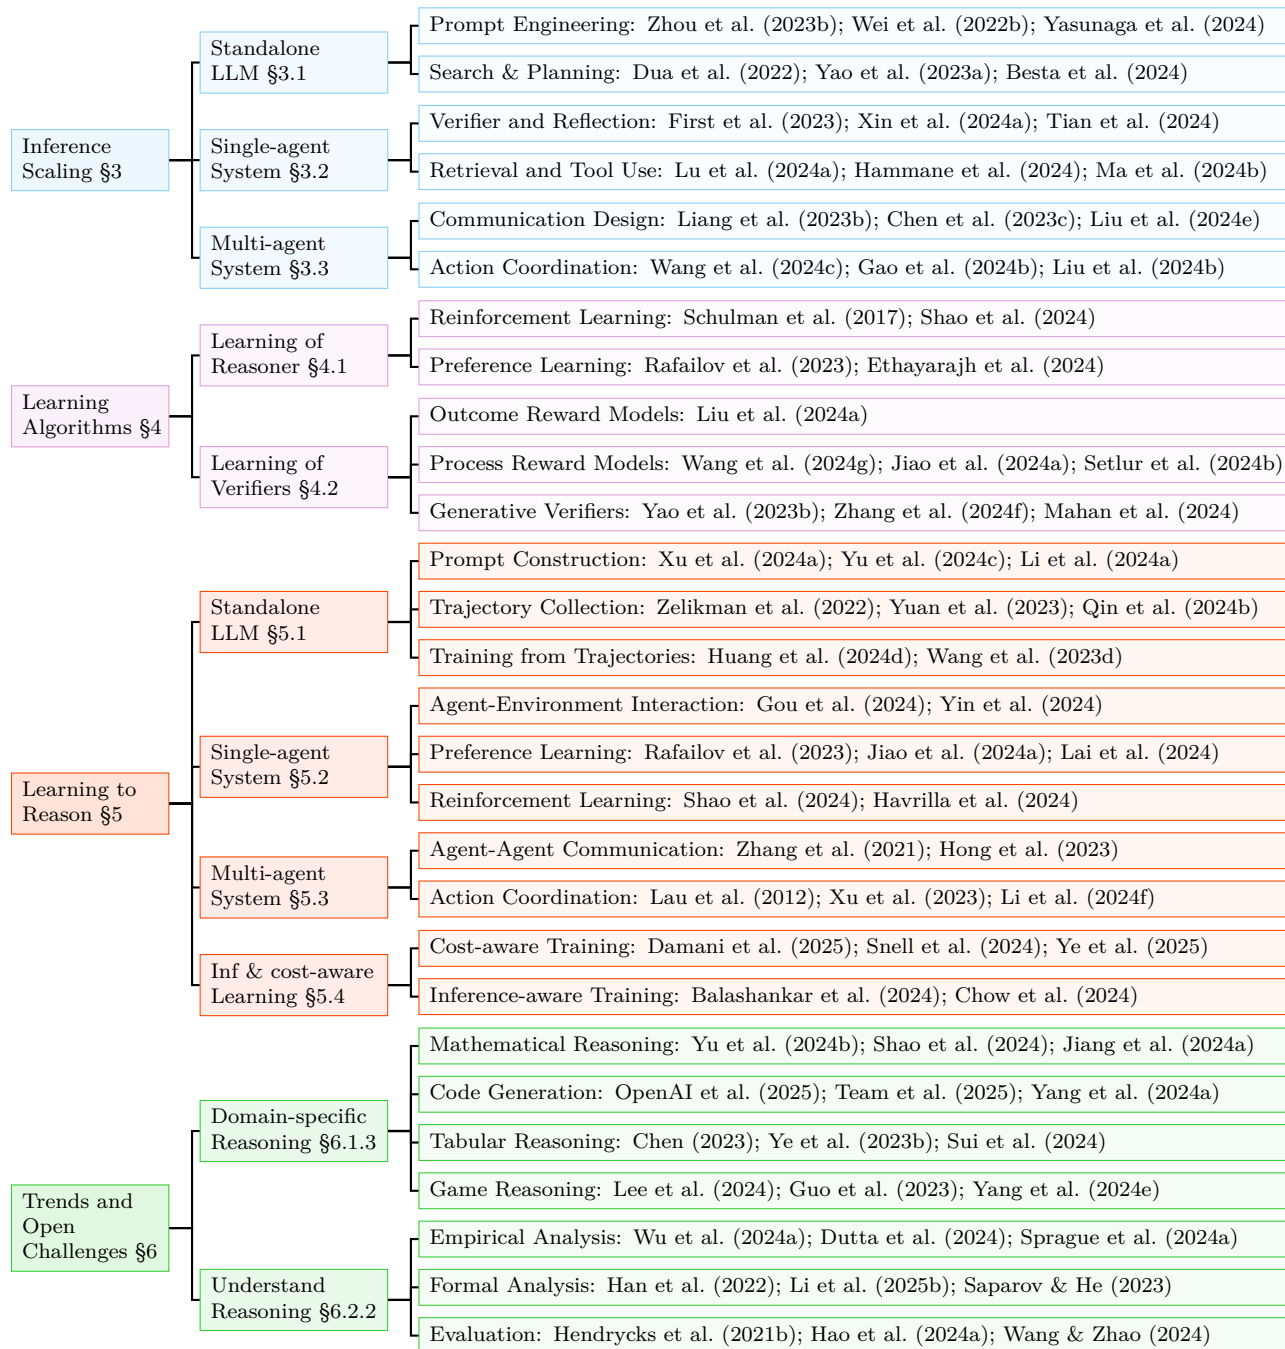 Inference
Scaling §3
Standalone
LLM §3.1
Prompt Engineering: Zhou et al. (2023b); Wei et al. (2022b); Yasunaga et al. (2024)
Search & Planning: Dua et al. (2022); Yao et al. (2023a); Besta et al. (2024)
Single-agent
System §3.2
Verifier and Reflection: First et al. (2023); Xin et al. (2024a); Tian et al. (2024)
Retrieval and Tool Use: Lu et al. (2024a); Hammane et al. (2024); Ma et al. (2024b)
Multi-agent
System §3.3
Communication Design: Liang et al. (2023b); Chen et al. (2023c); Liu et al. (2024e)
Action Coordination: Wang et al. (2024c); Gao et al. (2024b); Liu et al. (2024b)
Learning
Algorithms §4
Learning of
Reasoner §4.1
Reinforcement Learning: Schulman et al. (2017); Shao et al. (2024)
Preference Learning: Rafailov et al. (2023); Ethayarajh et al. (2024)
Learning of
Verifiers §4.2
Outcome Reward Models: Liu et al. (2024a)
Process Reward Models: Wang et al. (2024g); Jiao et al. (2024a); Setlur et al. (2024b)
Generative Verifiers: Yao et al. (2023b); Zhang et al. (2024f); Mahan et al. (2024)
Learning to
Reason §5
Standalone
LLM §5.1
Prompt Construction: Xu et al. (2024a); Yu et al. (2024c); Li et al. (2024a)
Trajectory Collection: Zelikman et al. (2022); Yuan et al. (2023); Qin et al. (2024b)
Training from Trajectories: Huang et al. (2024d); Wang et al. (2023d)
Single-agent
System §5.2
Agent-Environment Interaction: Gou et al. (2024); Yin et al. (2024)
Preference Learning: Rafailov et al. (2023); Jiao et al. (2024a); Lai et al. (2024)
Reinforcement Learning: Shao et al. (2024); Havrilla et al. (2024)
Multi-agent
System §5.3
Agent-Agent Communication: Zhang et al. (2021); Hong et al. (2023)
Action Coordination: Lau et al. (2012); Xu et al. (2023); Li et al. (2024f)
Inf & cost-aware
Learning §5.4
Cost-aware Training: Damani et al. (2025); Snell et al. (2024); Ye et al. (2025)
Inference-aware Training: Balashankar et al. (2024); Chow et al. (2024)
Trends and
Open
Challenges §6
Domain-specific
Reasoning §6.1.3
Mathematical Reasoning: Yu et al. (2024b); Shao et al. (2024); Jiang et al. (2024a)
Code Generation: OpenAI et al. (2025); Team et al. (2025); Yang et al. (2024a)
Tabular Reasoning: Chen (2023); Ye et al. (2023b); Sui et al. (2024)
Game Reasoning: Lee et al. (2024); Guo et al. (2023); Yang et al. (2024e)
Understand
Reasoning §6.2.2
Empirical Analysis: Wu et al. (2024a); Dutta et al. (2024); Sprague et al. (2024a)
Formal Analysis: Han et al. (2022); Li et al. (2025b); Saparov & He (2023)
Evaluation: Hendrycks et al. (2021b); Hao et al. (2024a); Wang & Zhao (2024)